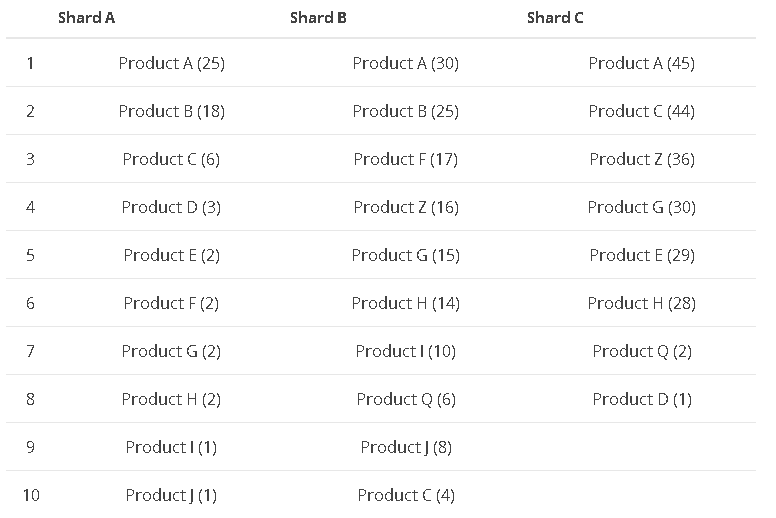 Shard A Shard B Shard C
1 Product A (25) Product A (30) Product A (45)
2 Product B (18) Product B (25) Product C (44)
3 Product C (6) Product F (17) Product Z (36)
4 Product D (3) Product Z (16) Product G (30)
5 Product E (2) Product G (15) Product E (29)
6 Product F (2) Product H (14) Product H (28)
7 Product G (2) Product I (10) Product Q (2)
8 Product H (2) Product Q (6) Product D (1)
9 Product I (1) Product J (8)
10 Product J (1) Product C (4)